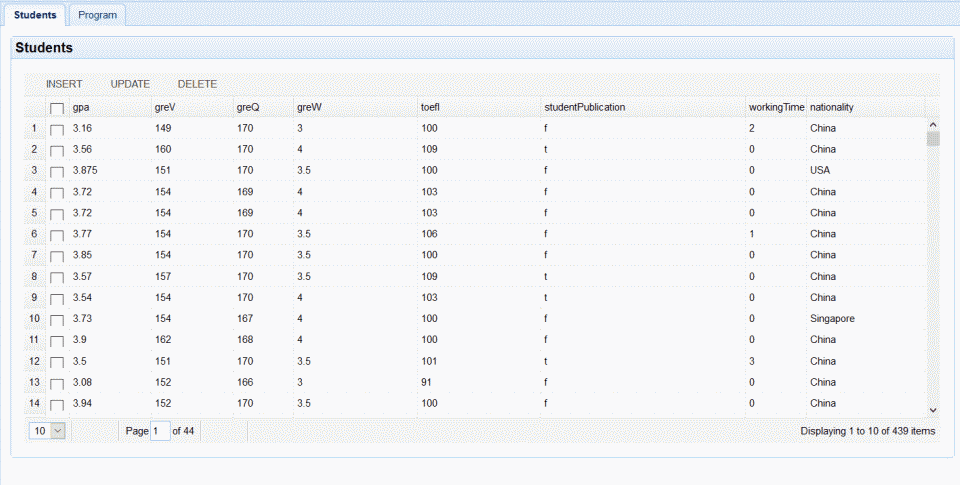 Students Program
Students
INSERT UPDATE DELETE
gpa greV greQ greW toefl studentPublication workingTime nationality
1 3.16 149 170 3 100 f 2 China
2 3.56 160 170 4 109 t 0 China
3 3.875 151 170 3.5 100 f 0 USA
4 3.72 154 169 4 103 f 0 China
5 3.72 154 169 4 103 f 0 China
6 3.77 154 170 3.5 106 f 1 China
7 3.85 154 170 3.5 100 f 0 China
8 3.57 157 170 3.5 109 t 0 China
9 3.54 154 170 4 103 t 0 China
10 3.73 154 167 4 100 f 0 Singapore
11 3.9 162 168 4 100 f 0 China
12 3.5 151 170 3.5 101 t 3 China
13 3.08 152 166 3 91 f 0 China
14 3.94 152 170 3.5 100 f 0 China
10 Page 1 of 44 Displaying 1 to 10 of 439 items